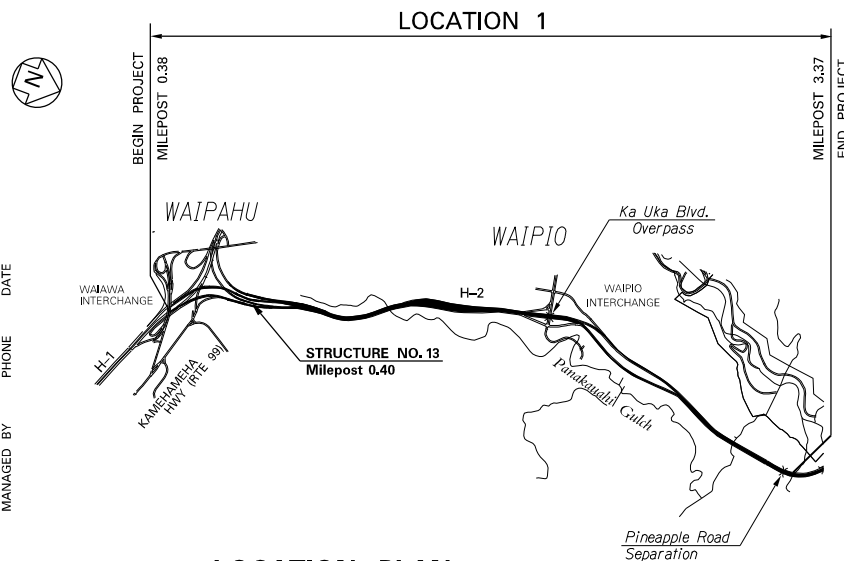 LOCATION 1
N
BEGIN PROJECT
MILEPOST 0.38
MILEPOST 3.37
END PROJECT
WAIPAHU
WAIPIO
Ka Uka Blvd.
Overpass
WAIAWA
INTERCHANGE
H-2
WAIPIO
INTERCHANGE
H-1
KAMEHAMEHA
HWY (RTE 99)
STRUCTURE NO. 13
Milepost 0.40
Panakauahi Gulch
Pineapple Road
Separation
MANAGED BY
PHONE
DATE